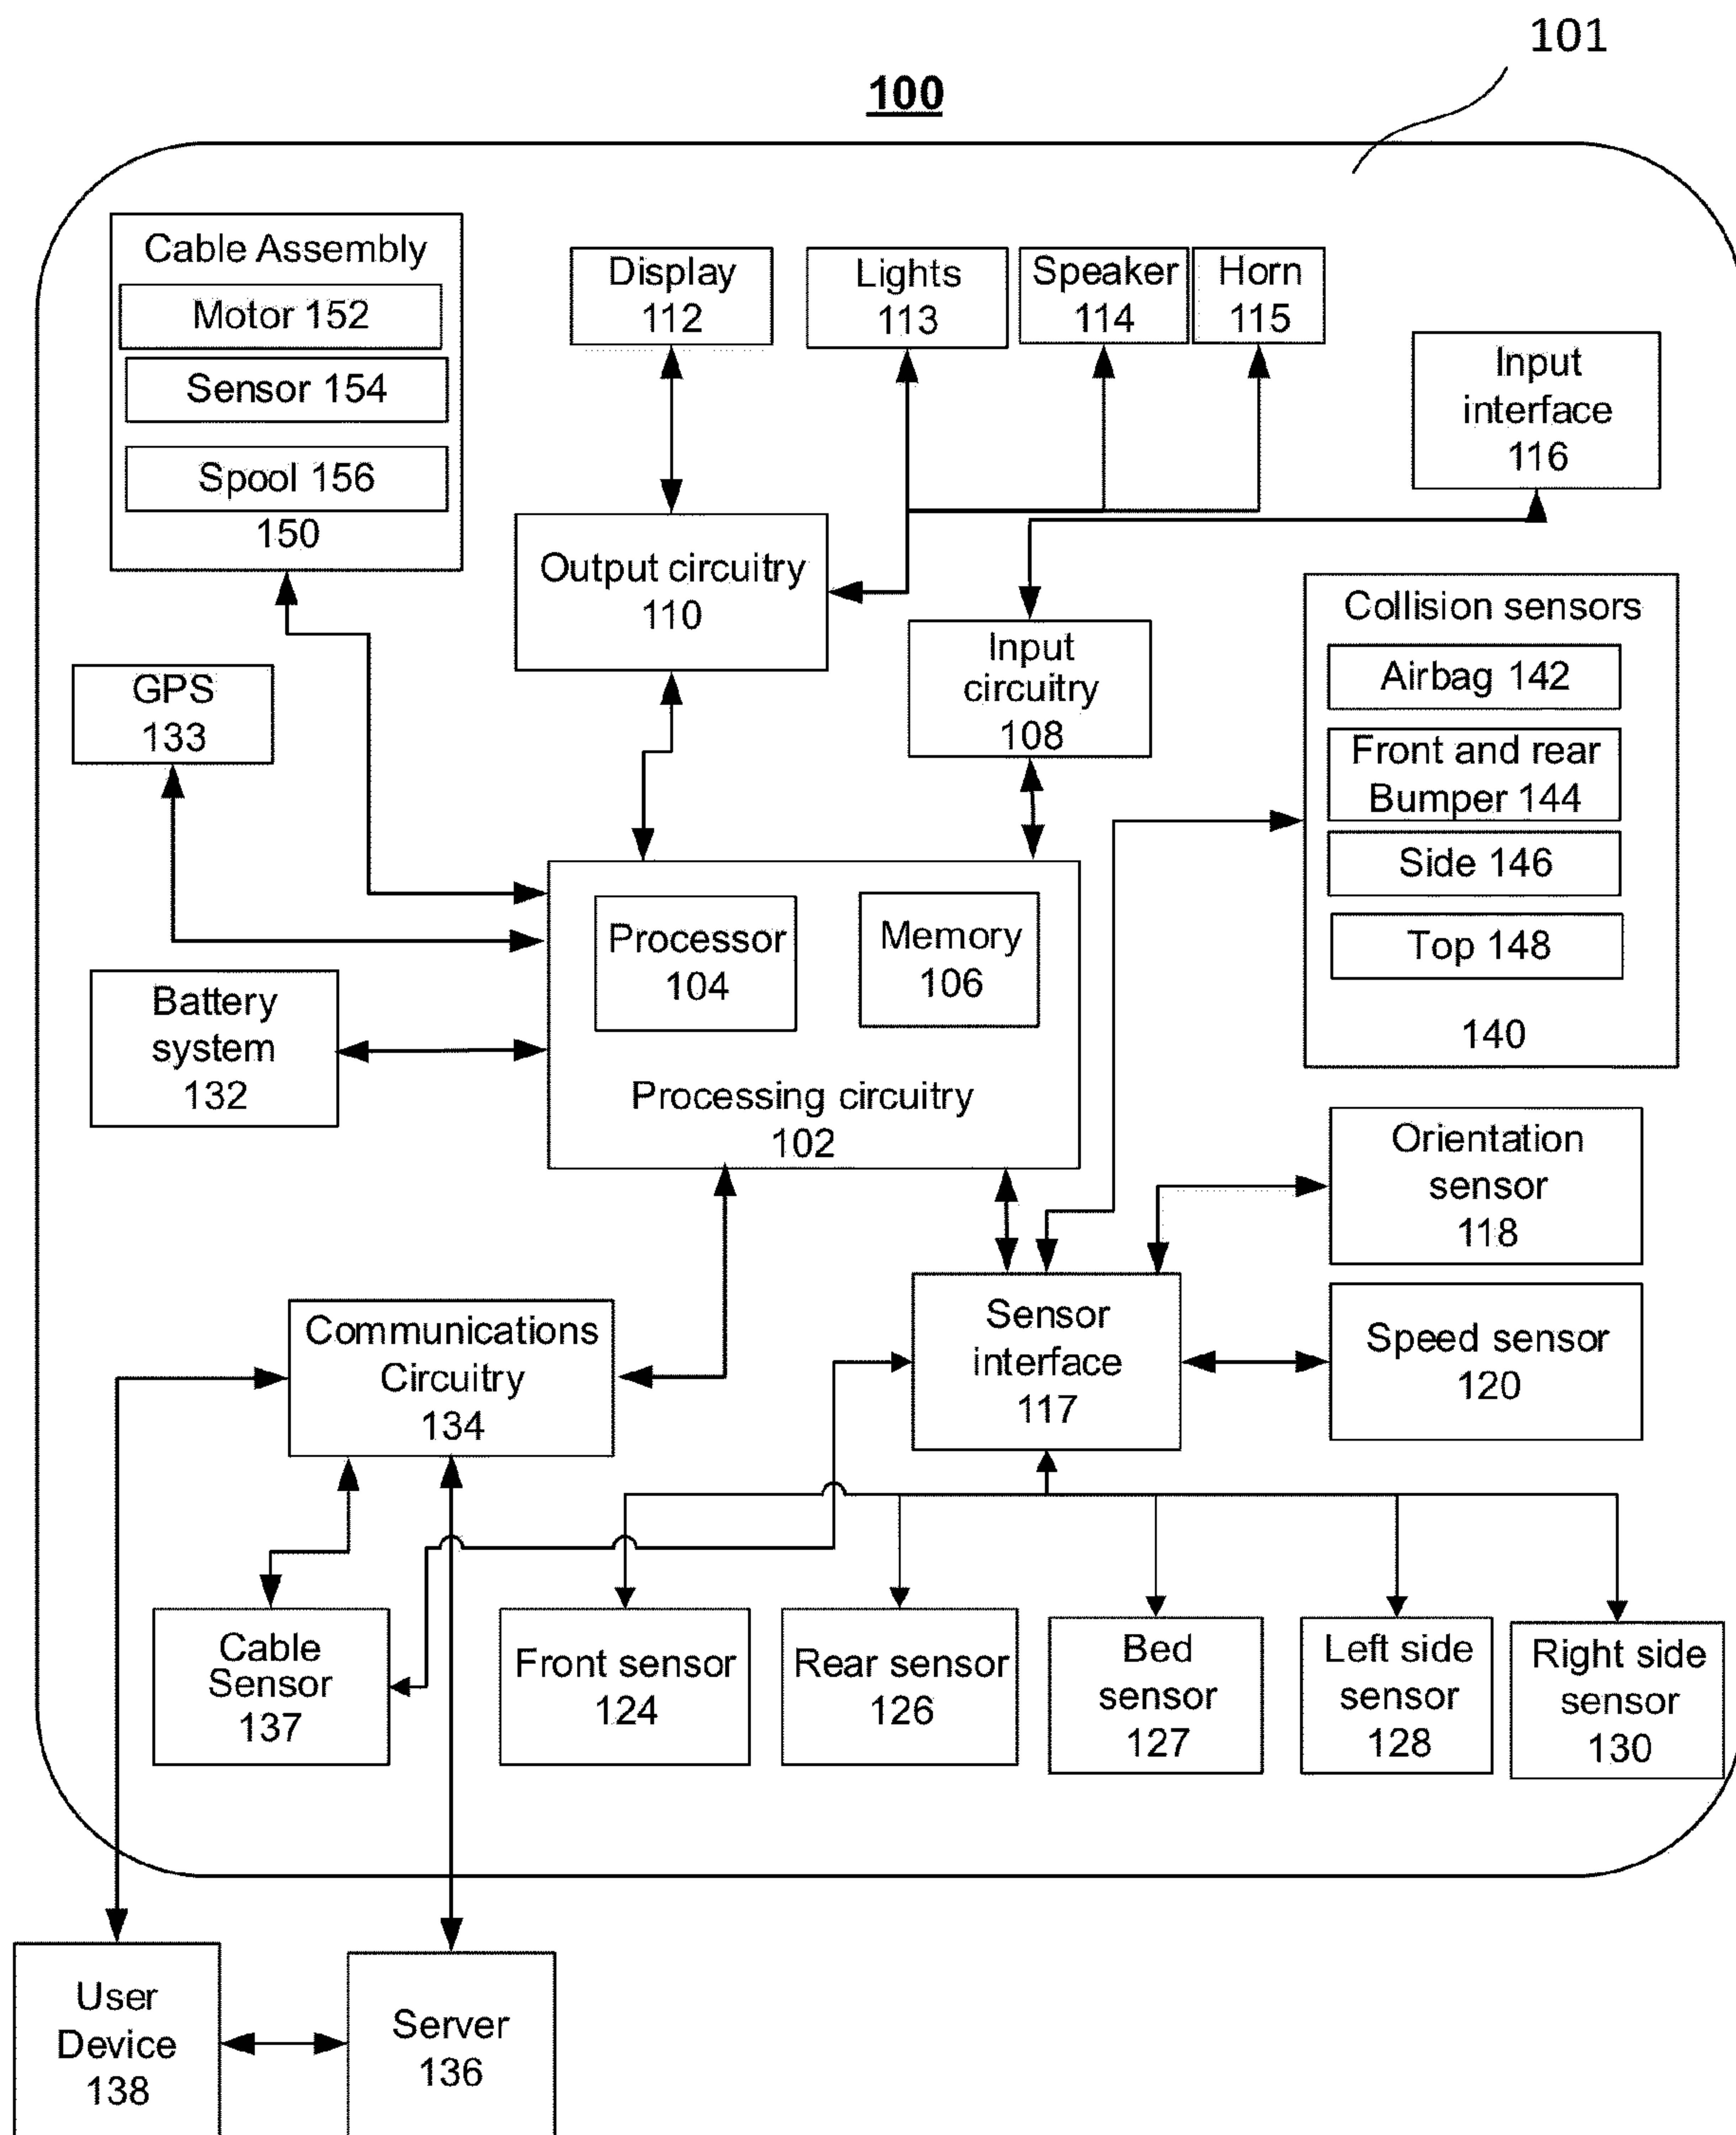 101
100
Cable Assembly
Motor 152
Sensor 154
Spool 156
150
Display
112
Lights
113
Speaker
114
Horn
115
Input
interface
116
Output circuitry
110
Input
circuitry
108
Collision sensors
Airbag 142
Front and rear
Bumper 144
Side 146
Top 148
140
GPS
133
Processor
104
Memory
106
Processing circuitry
102
Battery
system
132
Orientation
sensor
118
Communications
Circuitry
134
Sensor
interface
117
Speed sensor
120
Cable
Sensor
137
Front sensor
124
Rear sensor
126
Bed
sensor
127
Left side
sensor
128
Right side
sensor
130
User
Device
138
Server
136